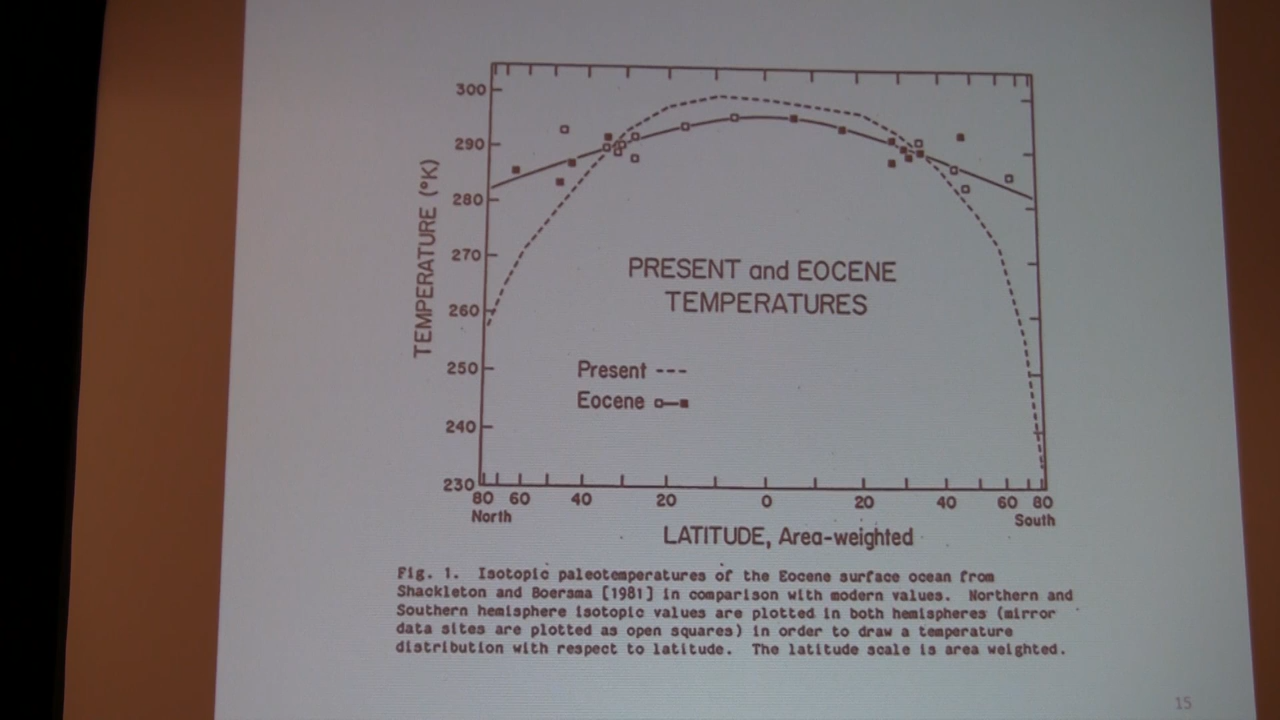 300
290
280
270
260
250
240
230
TEMPERATURE (°K)
PRESENT and EOCENE
TEMPERATURES
Present ---
Eocene
80 60 40 20 0 20 40 60 80
North South
LATITUDE, Area-weighted
Fig. 1. Isotopic paleotemperatures of the Eocene surface ocean from
Shackleton and Boersma [1981] in comparison with modern values. Northern and
Southern hemisphere isotopic values are plotted in both hemispheres (mirror
data sites are plotted as open squares) in order to draw a temperature
distribution with respect to latitude. The latitude scale is area weighted.
15